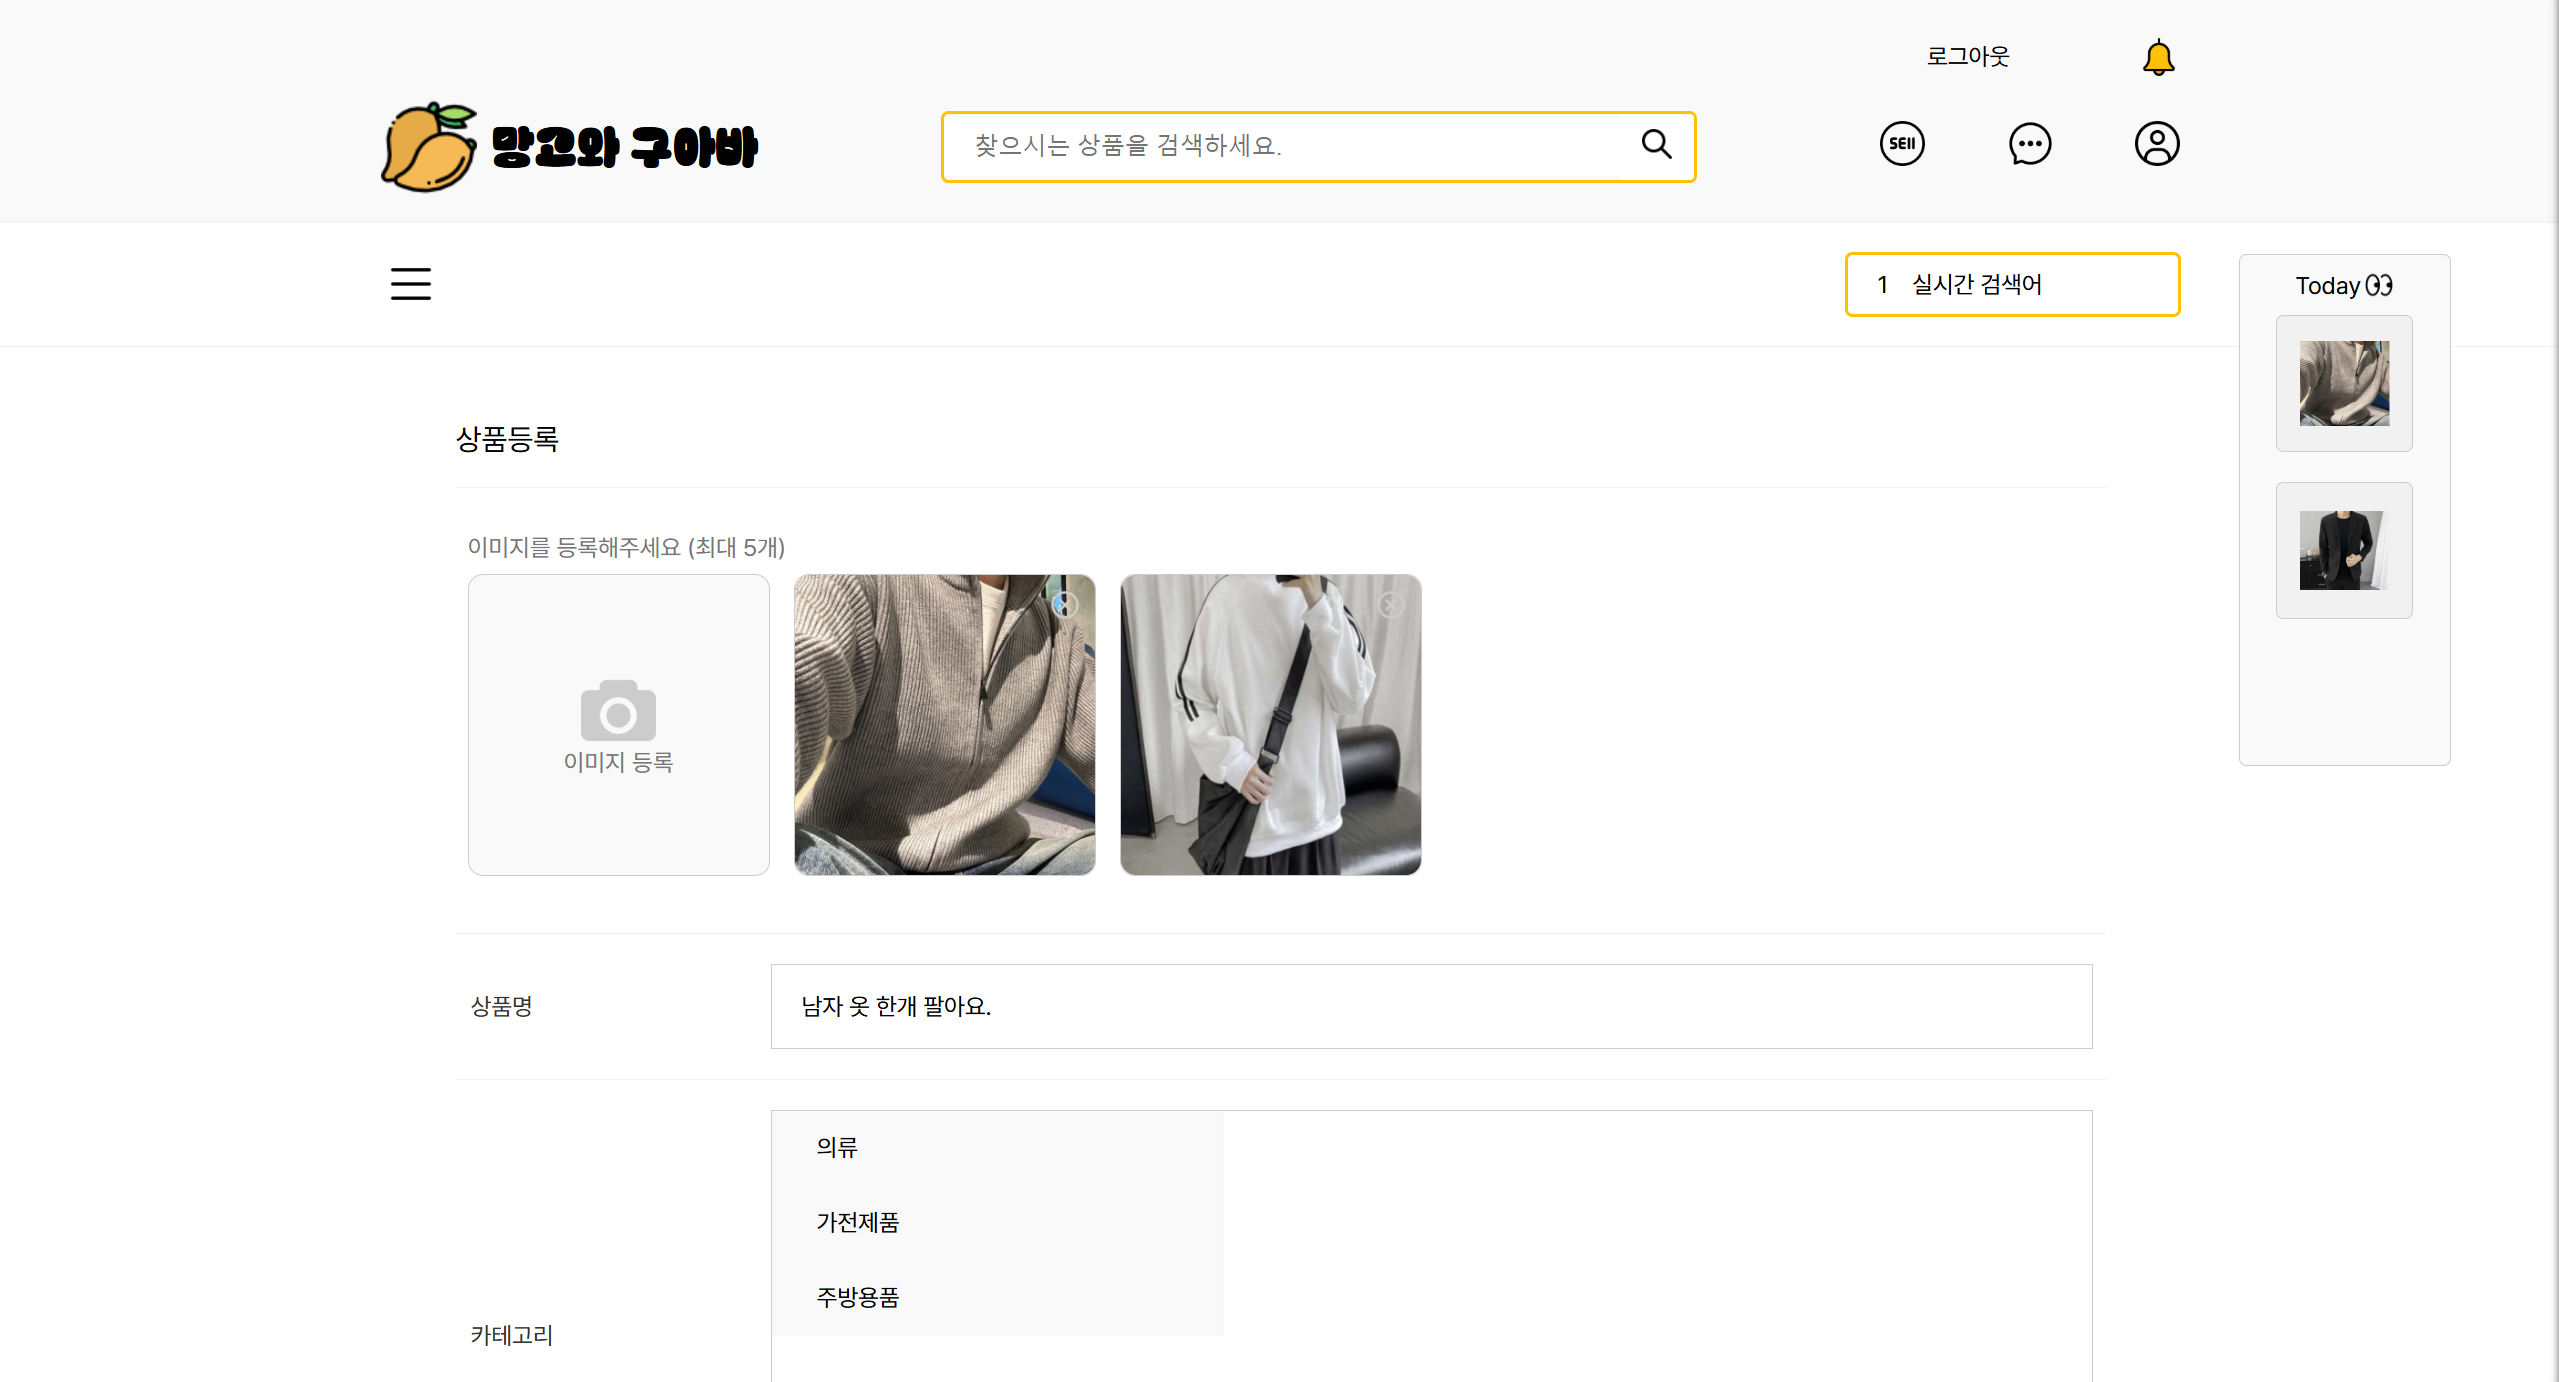 로그아웃
망고와 구아바
찾으시는 상품을 검색하세요.
SEll
1 실시간 검색어
Today
상품등록
이미지를 등록해주세요 (최대 5개)
이미지 등록
상품명
남자 옷 한개 팔아요.
의류
가전제품
주방용품
카테고리